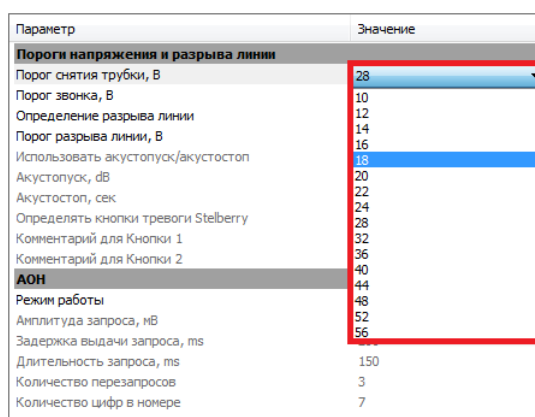 Параметр Значение
Пороги напряжения и разрыва линии
Порог снятия трубки, В 28
Порог звонка, В 10
Определение разрыва линии 12
14
Порог разрыва линии, В 16
Использовать акустопуск/акустостоп 18
Акустопуск, dB 20
Акустостоп, сек 22
24
Определять кнопки тревоги Stelberry 28
Комментарий для Кнопки 1 32
Комментарий для Кнопки 2 36
АОН 40
44
Режим работы 48
Амплитуда запроса, мВ 52
Задержка выдачи запроса, ms 56
Длительность запроса, ms 150
Количество перезапросов 3
Количество цифр в номере 7